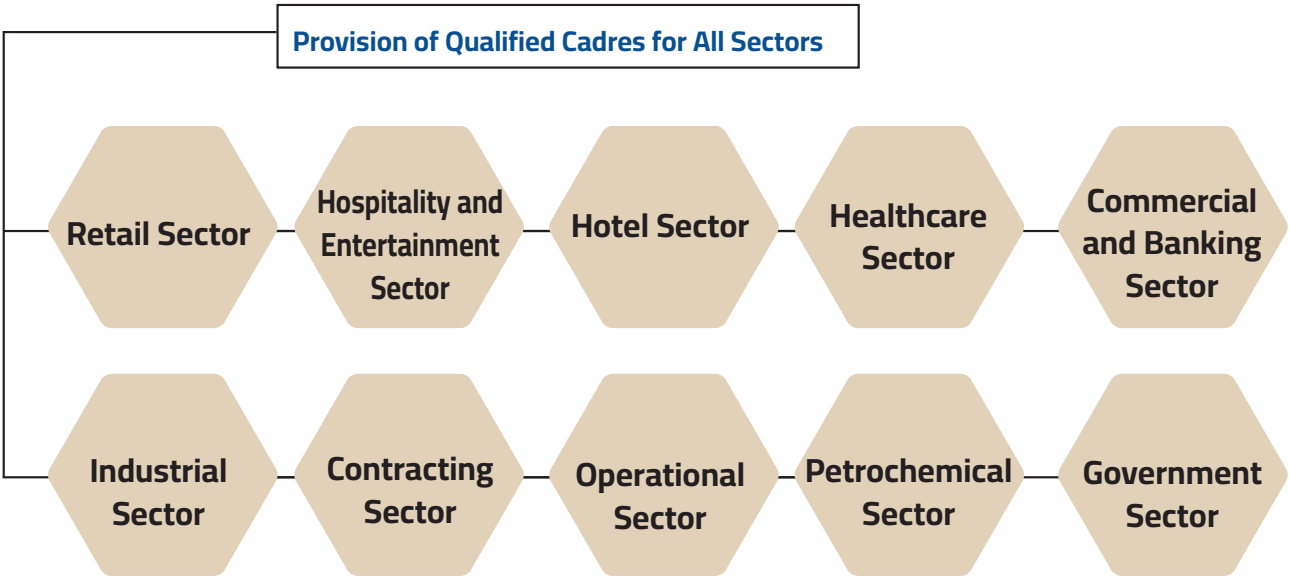 Provision of Qualified Cadres for All Sectors
Retail Sector
Hospitality and
Entertainment
Sector
Hotel Sector
Healthcare
Sector
Commercial
and Banking
Sector
Industrial
Sector
Contracting
Sector
Operational
Sector
Petrochemical
Sector
Government
Sector